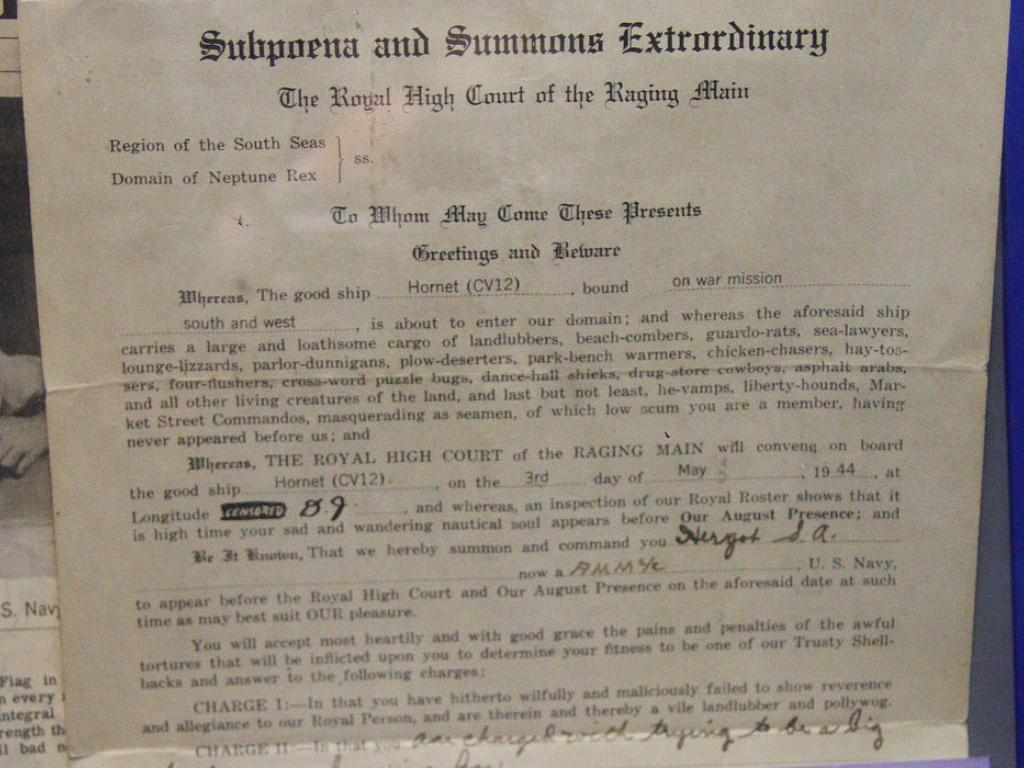 Subpoena and Summons Extrordinary
The Royal High Court of the Raging Main
Region of the South Seas
Domain of Neptune Rex
ss.
To Whom May Come These Presents
Greetings and Beware
Whereas, The good ship Hornet (CV12), bound on war mission
south and west, is about to enter our domain; and whereas the aforesaid ship
carries a large and loathsome cargo of landlubbers, beach-combers, guardo-rats, sea-lawyers,
lounge-lizzards, parlor-dunnigans, plow-deserters, park-bench warmers, chicken-chasers, hay-tos-
sers, four-flushers, cross-word puzzle bugs, dance-hall shieks, drug-store cowboys, asphalt arabs,
and all other living creatures of the land, and last but not least, he-vamps, liberty-hounds, Mar-
ket Street Commandos, masquerading as seamen, of which low scum you are a member, having
never appeared before us; and
Whereas, THE ROYAL HIGH COURT of the RAGING MAIN will conveng on board
the good ship Hornet (CV12), on the 3rd day of May, 1944, at
Longitude CENSORED, and whereas, an inspection of our Royal Roster shows that it
is high time your sad and wandering nautical soul appears before Our August Presence; and
Be It Known, That we hereby summon and command you S. A.
now a, U. S. Navy,
to appear before the Royal High Court and Our August Presence on the aforesaid date at such
time as may best suit OUR pleasure.
You will accept most heartily and with good grace the pains and penalties of the awful
tortures that will be inflicted upon you to determine your fitness to be one of our Trusty Shell-
backs and answer to the following charges:
CHARGE I:—In that you have hitherto wilfully and maliciously failed to show reverence
and allegiance to our Royal Person, and are therein and thereby a vile landlubber and pollywog.
CHARGE II:—In that you are charged with trying to be a big
S. Navy
Flag in
every
integral